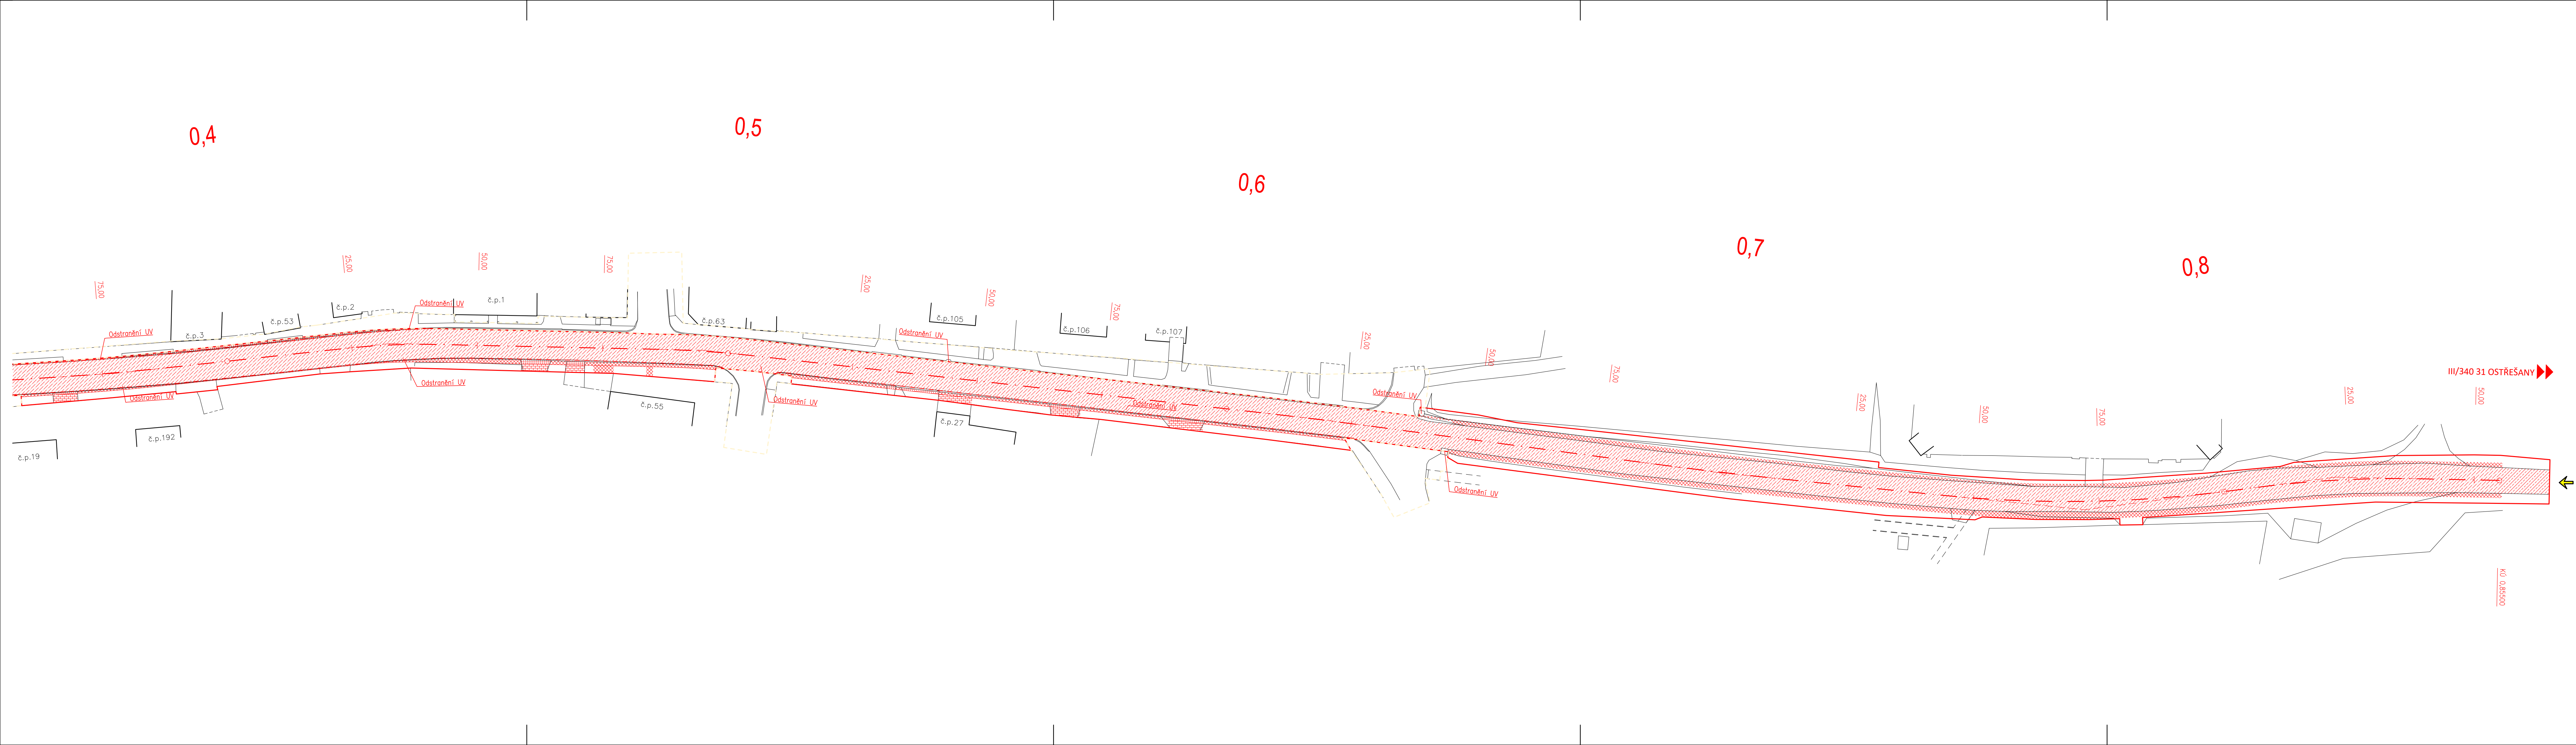 0,4
0,5
0,6
0,7
0,8
75,00
25,00
50,00
75,00
25,00
50,00
75,00
25,00
50,00
75,00
25,00
50,00
75,00
25,00
50,00
Odstranění UV
č.p.3
č.p.53
č.p.2
Odstranění UV
č.p.1
č.p.63
Odstranění UV
č.p.105
č.p.106
č.p.107
Odstranění UV
III/340 31 OSTŘEŠANY
Odstranění UV
Odstranění UV
č.p.55
Odstranění UV
Odstranění UV
č.p.27
č.p.19
č.p.192
Odstranění UV
KÚ 0,85500